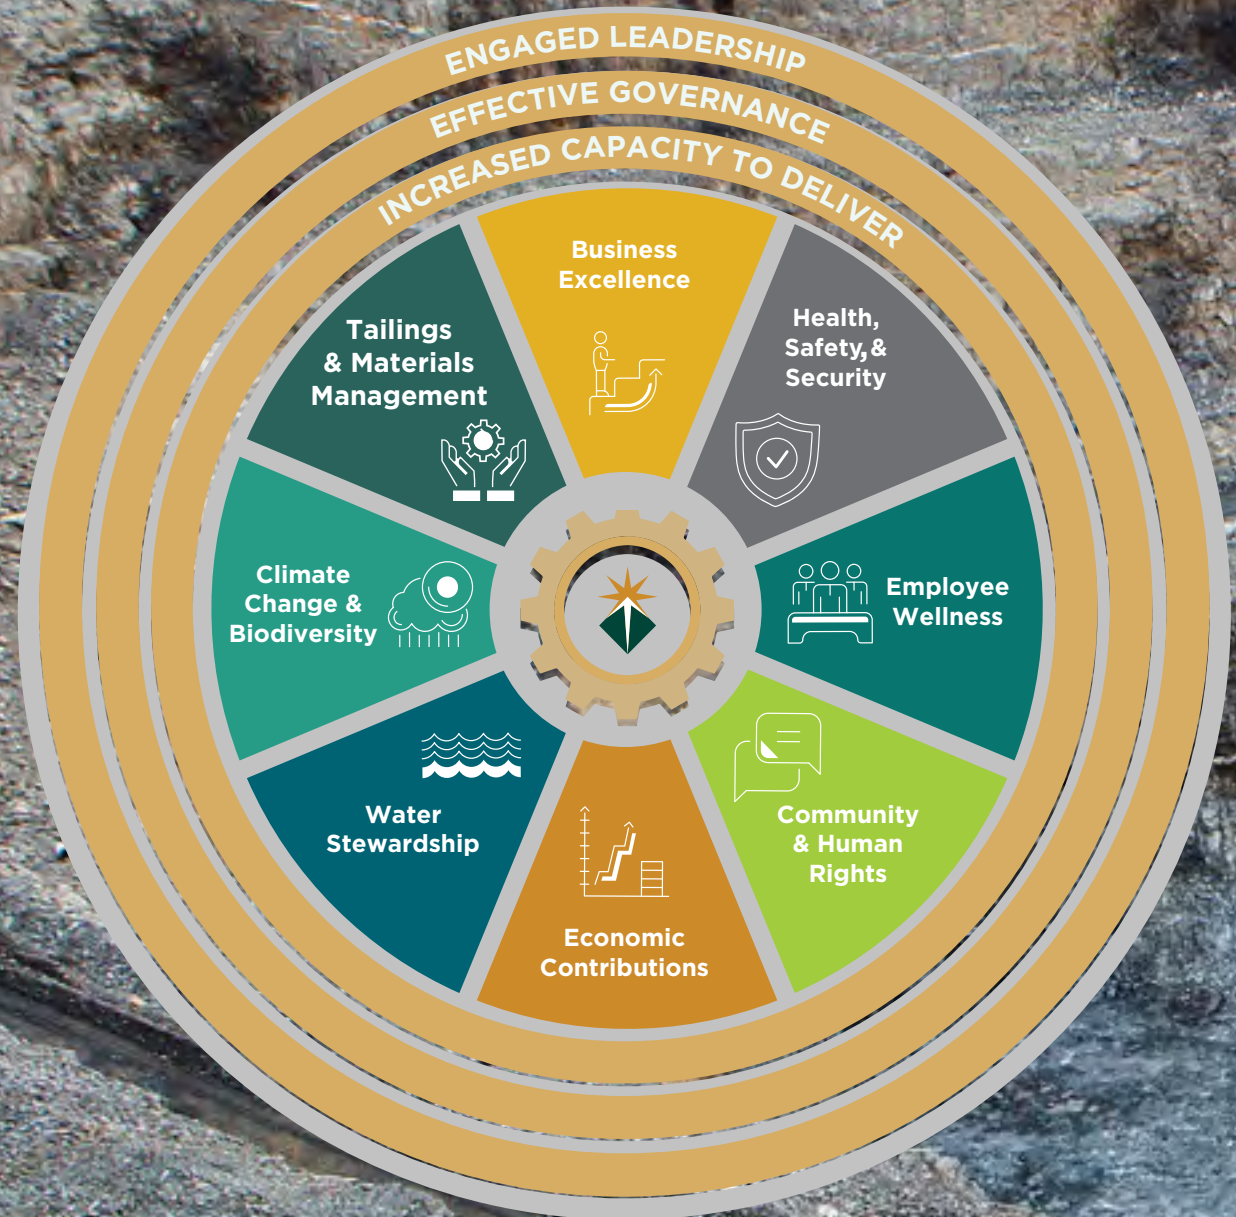 ENGAGED LEADERSHIP
EFFECTIVE GOVERNANCE
INCREASED CAPACITY TO DELIVER
Business
Excellence
Health,
Safety, &
Security
Employee
Wellness
Community
& Human
Rights
Economic
Contributions
Water
Stewardship
Climate
Change &
Biodiversity
Tailings
& Materials
Management